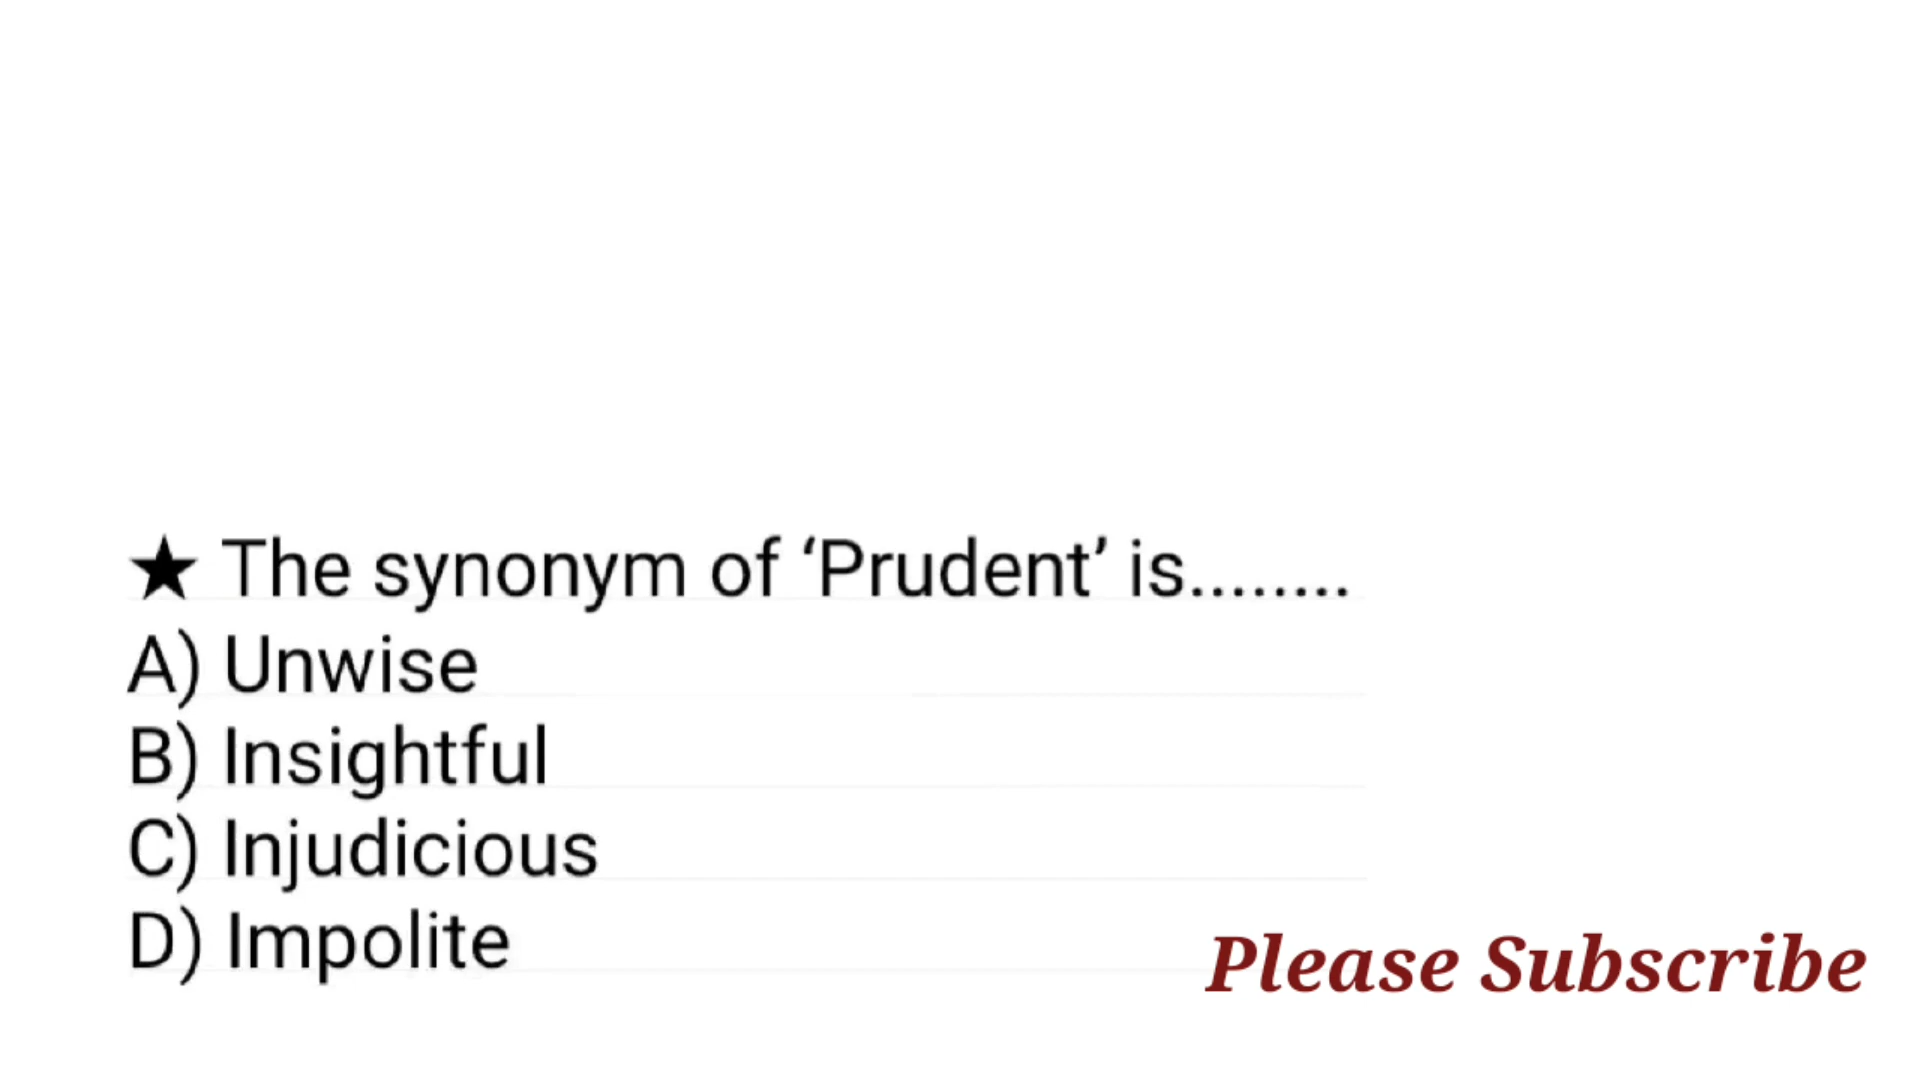 ★ The synonym of ‘Prudent’ is........
A) Unwise
B) Insightful
C) Injudicious
D) Impolite
Please Subscribe